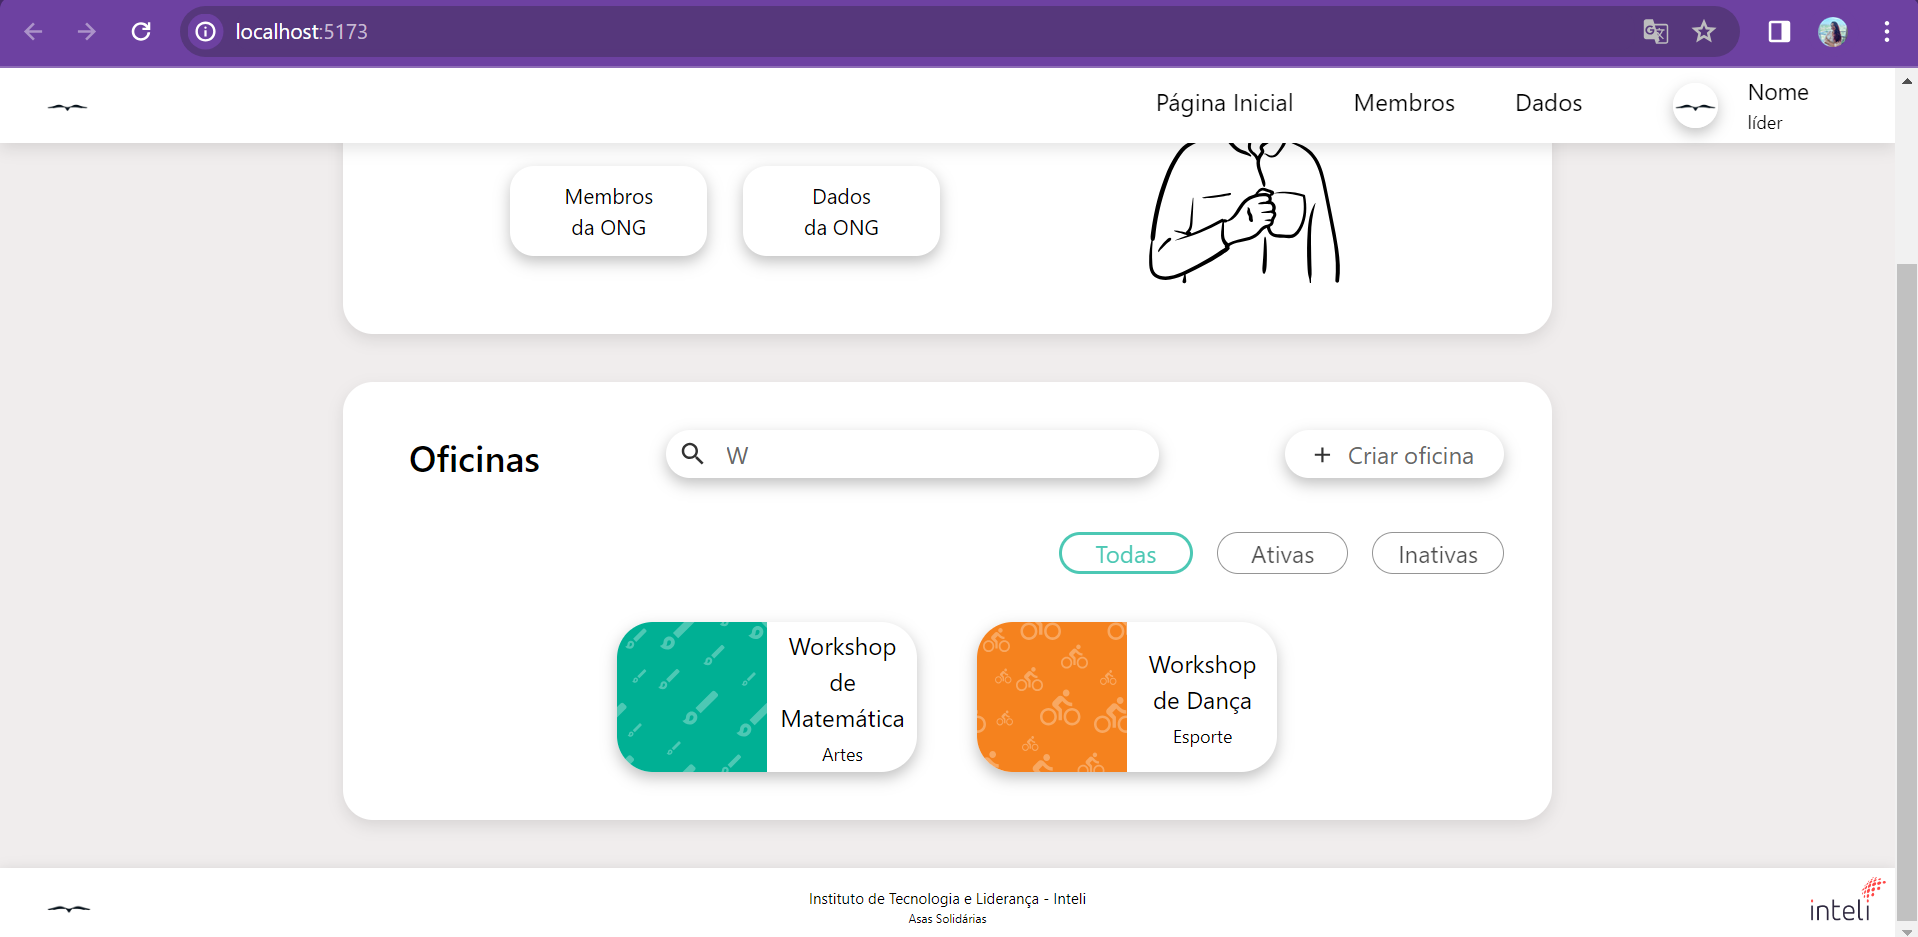 localhost:5173
Página Inicial
Membros
Dados
Nome
líder
Membros
da ONG
Dados
da ONG
Oficinas
W
+ Criar oficina
Todas
Ativas
Inativas
Workshop
de
Matemática
Artes
Workshop
de Dança
Esporte
Instituto de Tecnologia e Liderança - Inteli
Asas Solidárias
inteli